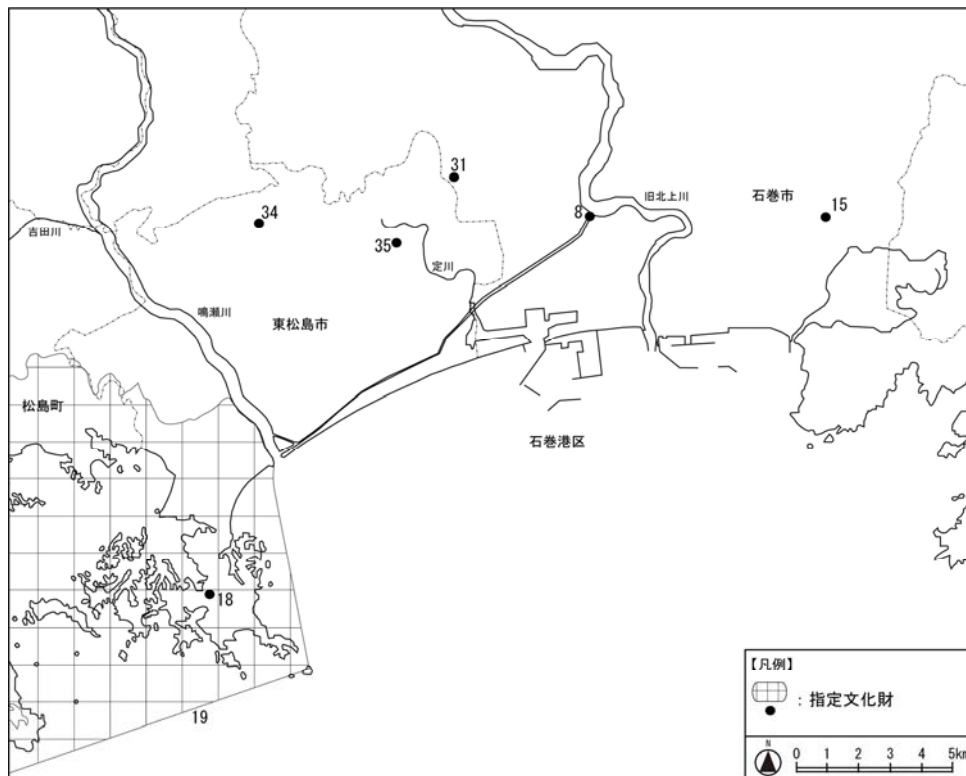 31
34
8
旧北上川
石巻市
15
吉田川
35
定川
鳴瀬川
東松島市
松島町
石巻港区
18
19
【凡例】
: 指定文化財
N
0 1 2 3 4 5km